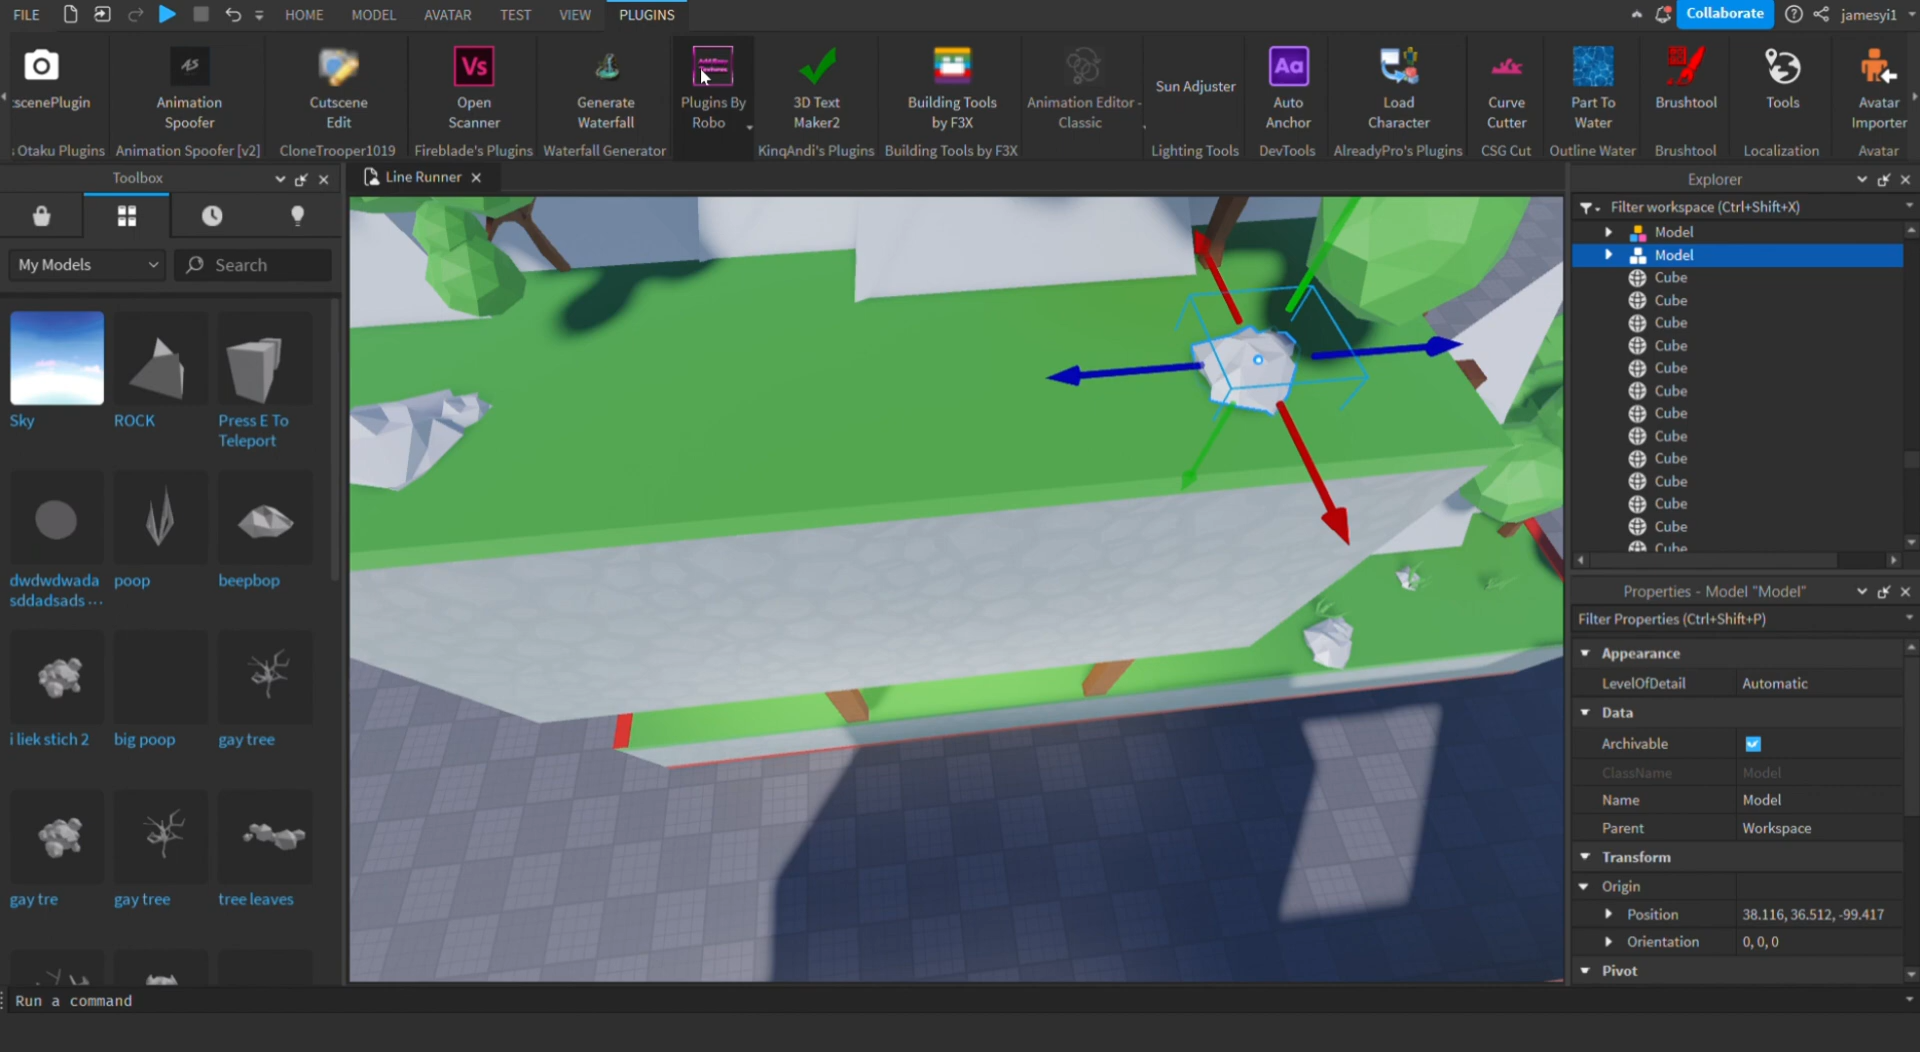 FILE
HOME
MODEL
AVATAR
TEST
VIEW
PLUGINS
Collaborate
jamesyi1
scenePlugin
Otaku Plugins
AS
Animation
Spoofer
Animation Spoofer [v2]
Cutscene
Edit
CloneTrooper1019
Vs
Open
Scanner
Fireblade's Plugins
Generate
Waterfall
Waterfall Generator
Plugins By
Robo
3D Text
Maker2
KinqAndi's Plugins
Building Tools
by F3X
Building Tools by F3X
Animation Editor -
Classic
Sun Adjuster
Lighting Tools
Aa
Auto
Anchor
DevTools
Load
Character
AlreadyPro's Plugins
Curve
Cutter
CSG Cut
Part To
Water
Outline Water
Brushtool
Brushtool
Tools
Localization
Avatar
Importer
Avatar
Toolbox
My Models
Search
Sky
ROCK
Press E To
Teleport
dwdwdwada
sddadsads ...
poop
beepbop
i liek stich 2
big poop
gay tree
gay tre
gay tree
tree leaves
Line Runner
Explorer
Filter workspace (Ctrl+Shift+X)
Model
Model
Cube
Cube
Cube
Cube
Cube
Cube
Cube
Cube
Cube
Cube
Cube
Cube
Cube
Properties - Model "Model"
Filter Properties (Ctrl+Shift+P)
Appearance
LevelOfDetail Automatic
Data
Archivable
ClassName Model
Name Model
Parent Workspace
Transform
Origin
Position 38.116, 36.512, -99.417
Orientation 0, 0, 0
Pivot
Run a command